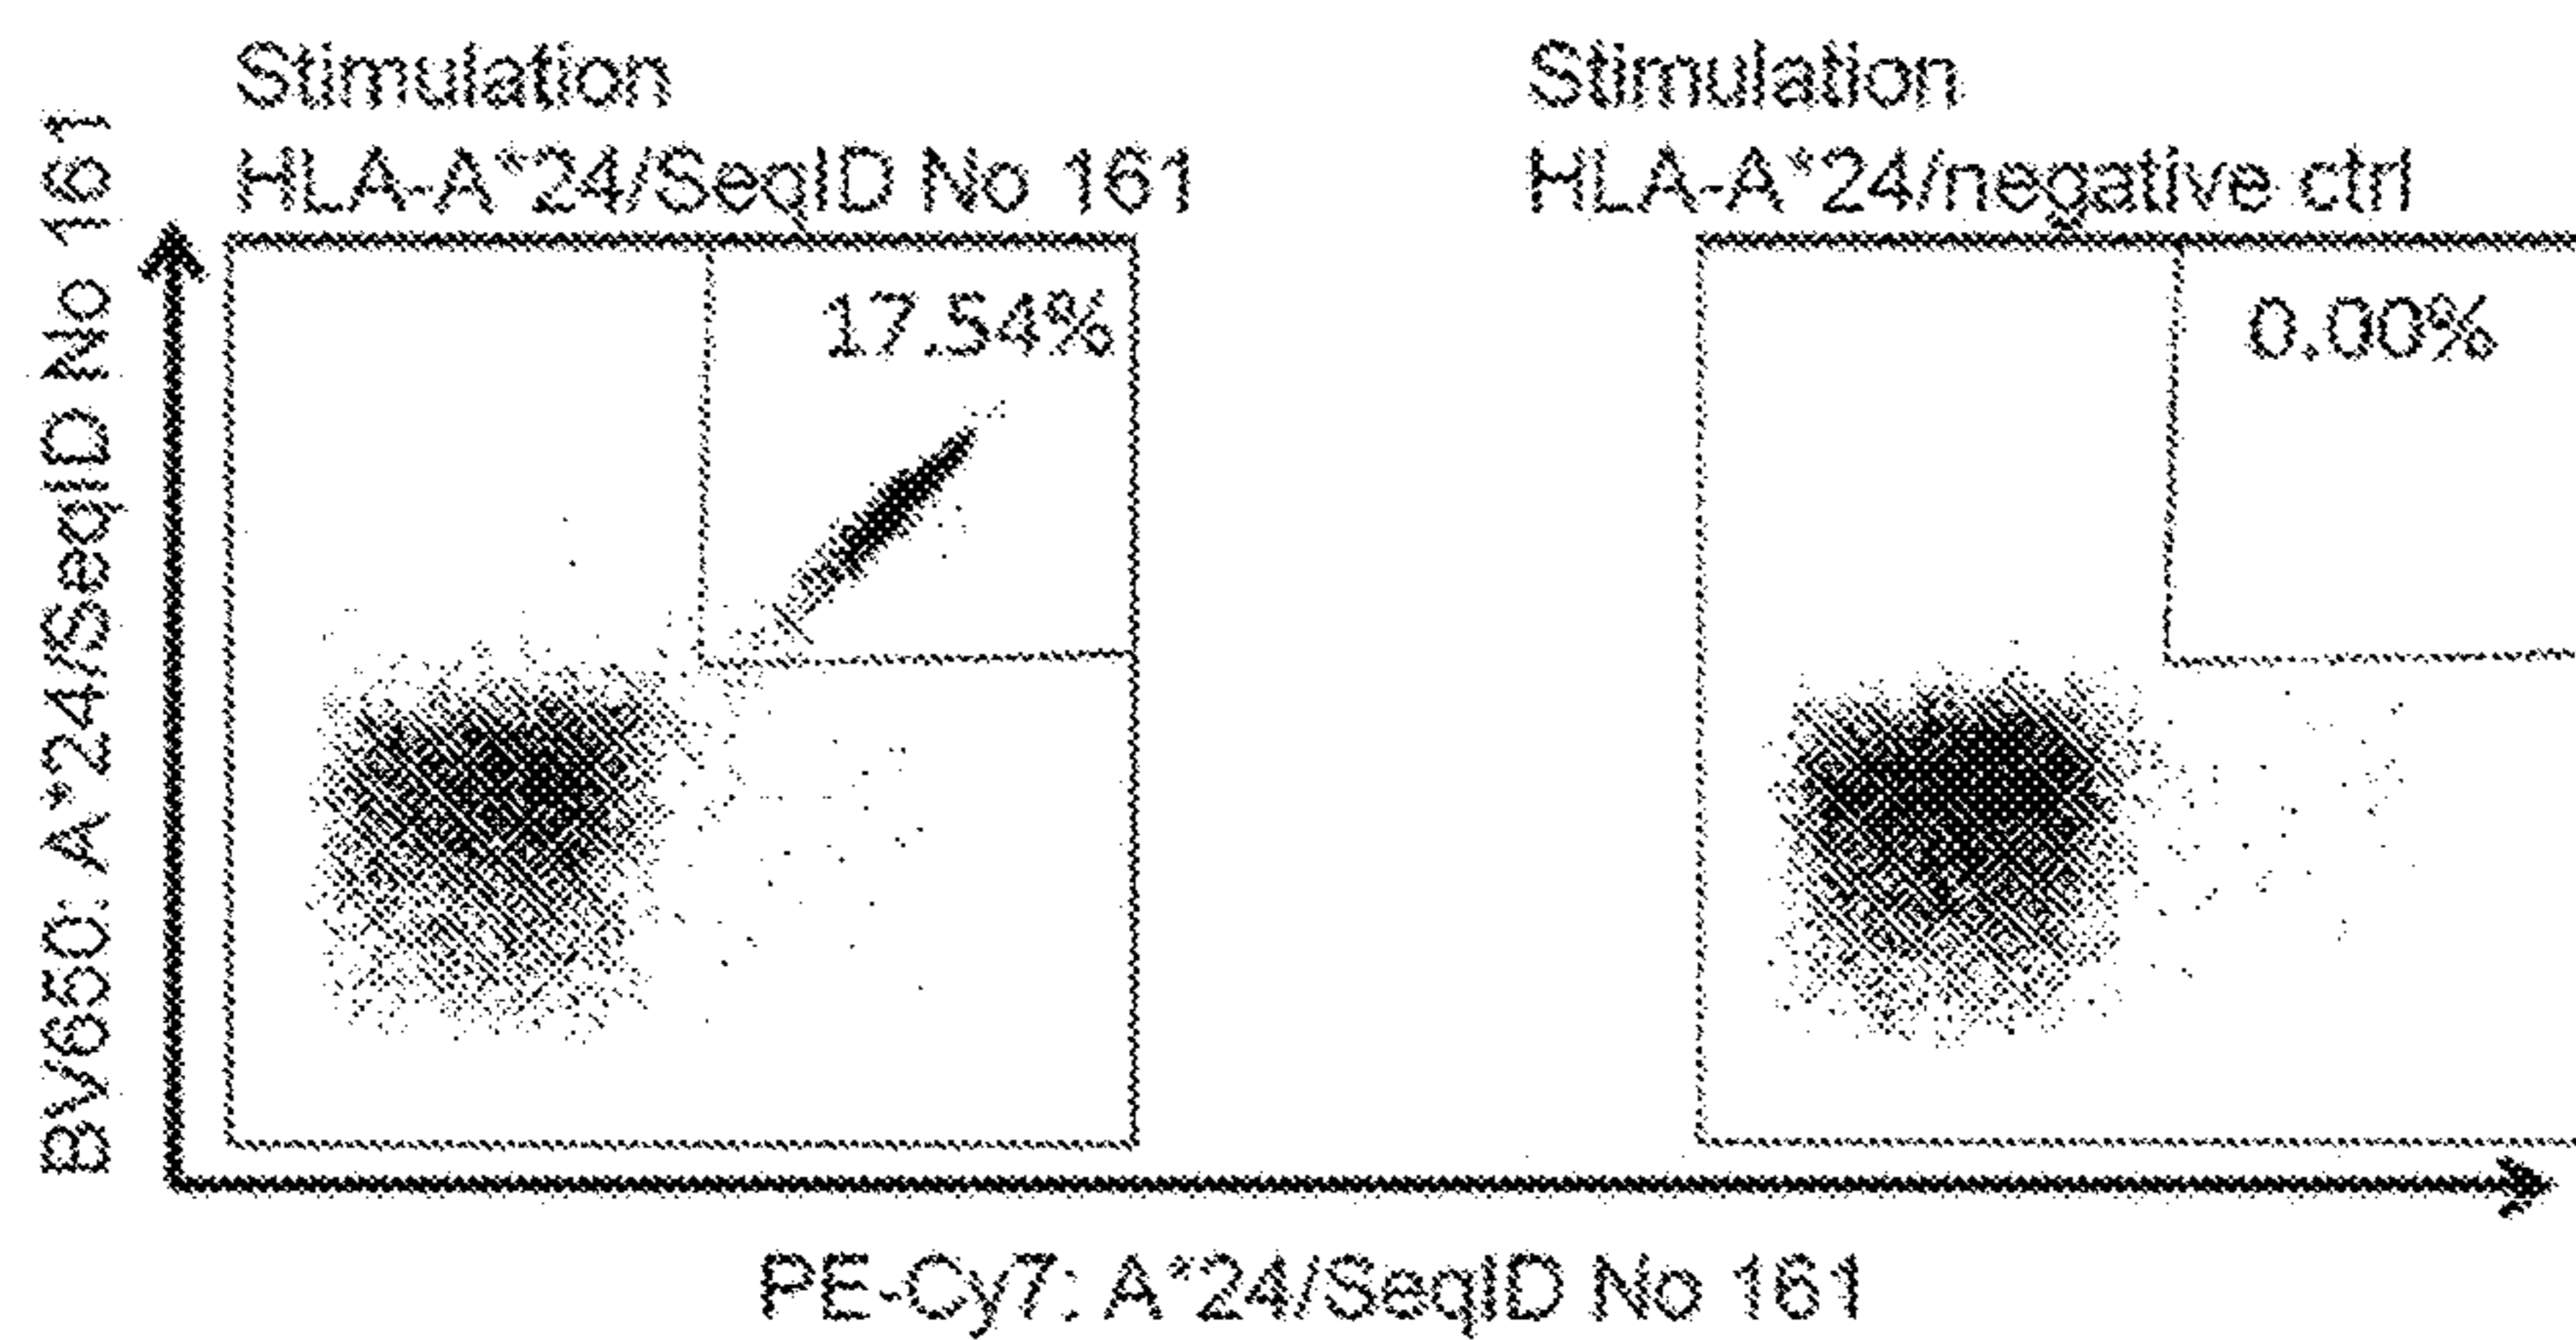 Stimulation
HLA-A*24/SeqID No 161
Stimulation
HLA-A*24/negative ctrl
17.54%
0.00%
BV650: A*24/SeqID No 161
PE-Cy7: A*24/SeqID No 161